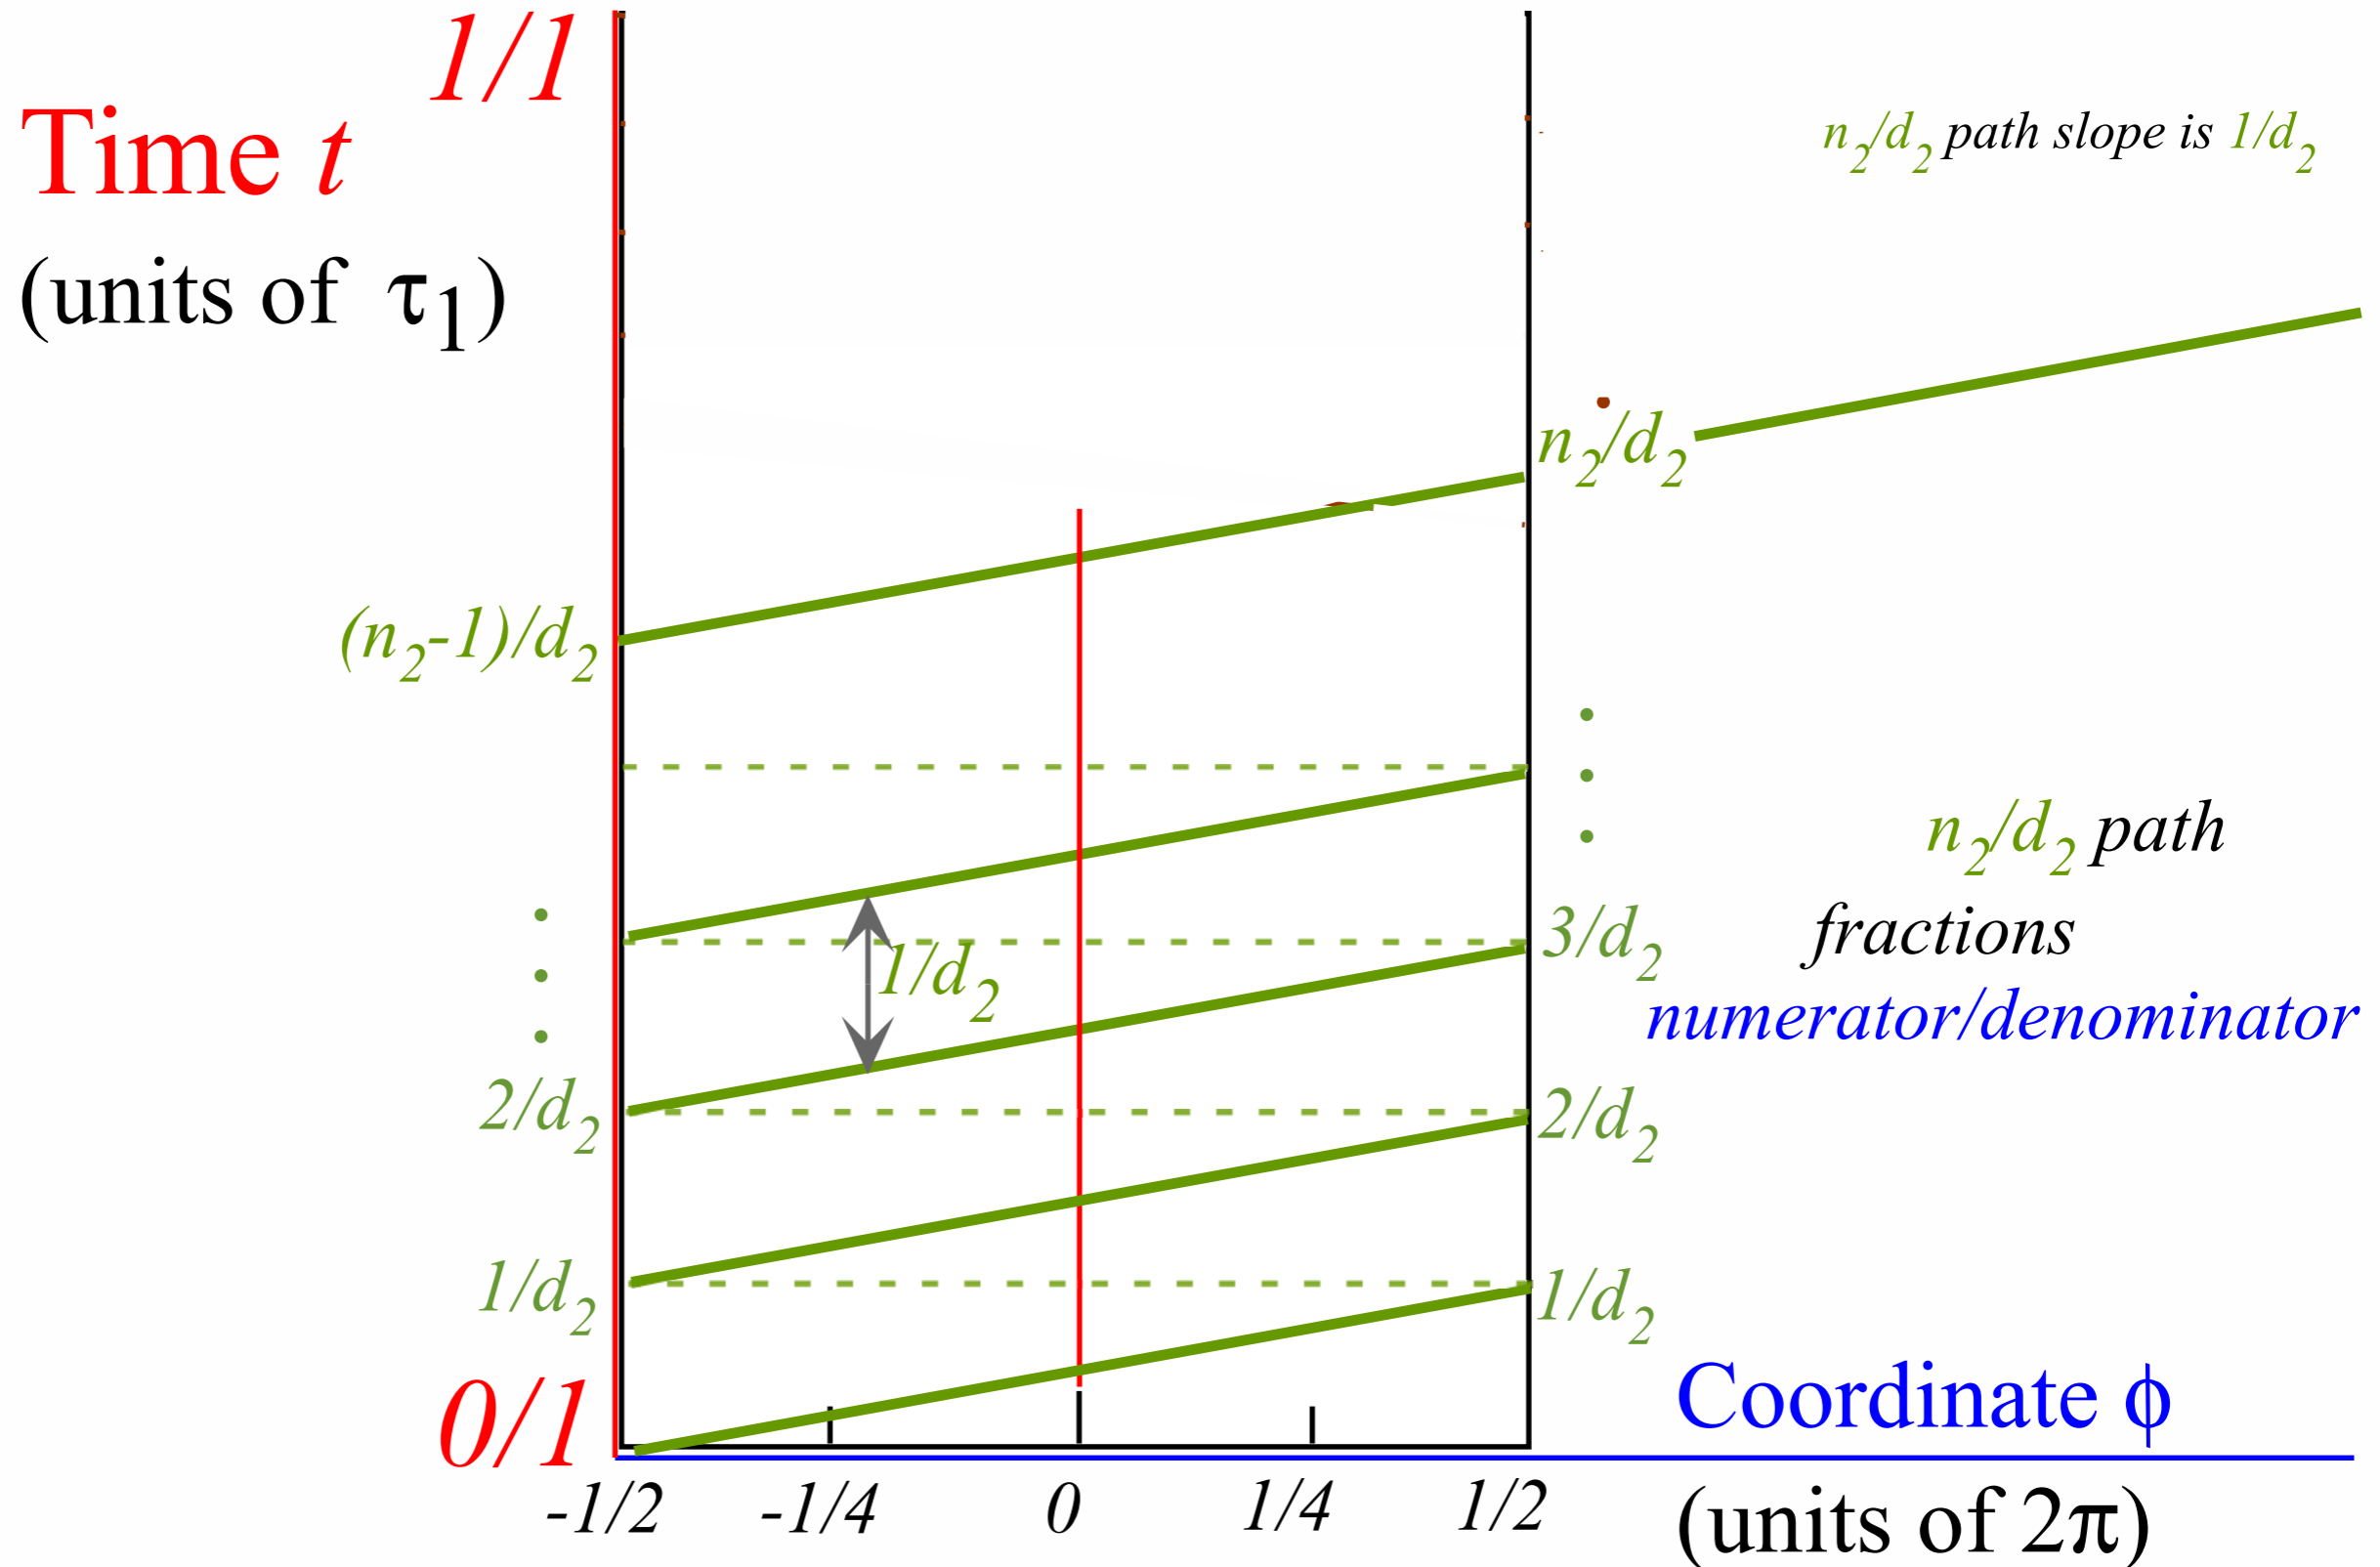 1/1
Time t
(units of τ1)
n2/d2 path slope is 1/d2
n2/d2
(n2-1)/d2
n2/d2 path
fractions
numerator/denominator
3/d2
1/d2
2/d2
2/d2
1/d2
1/d2
0/1
Coordinate ϕ
(units of 2π)
-1/2 -1/4 0 1/4 1/2